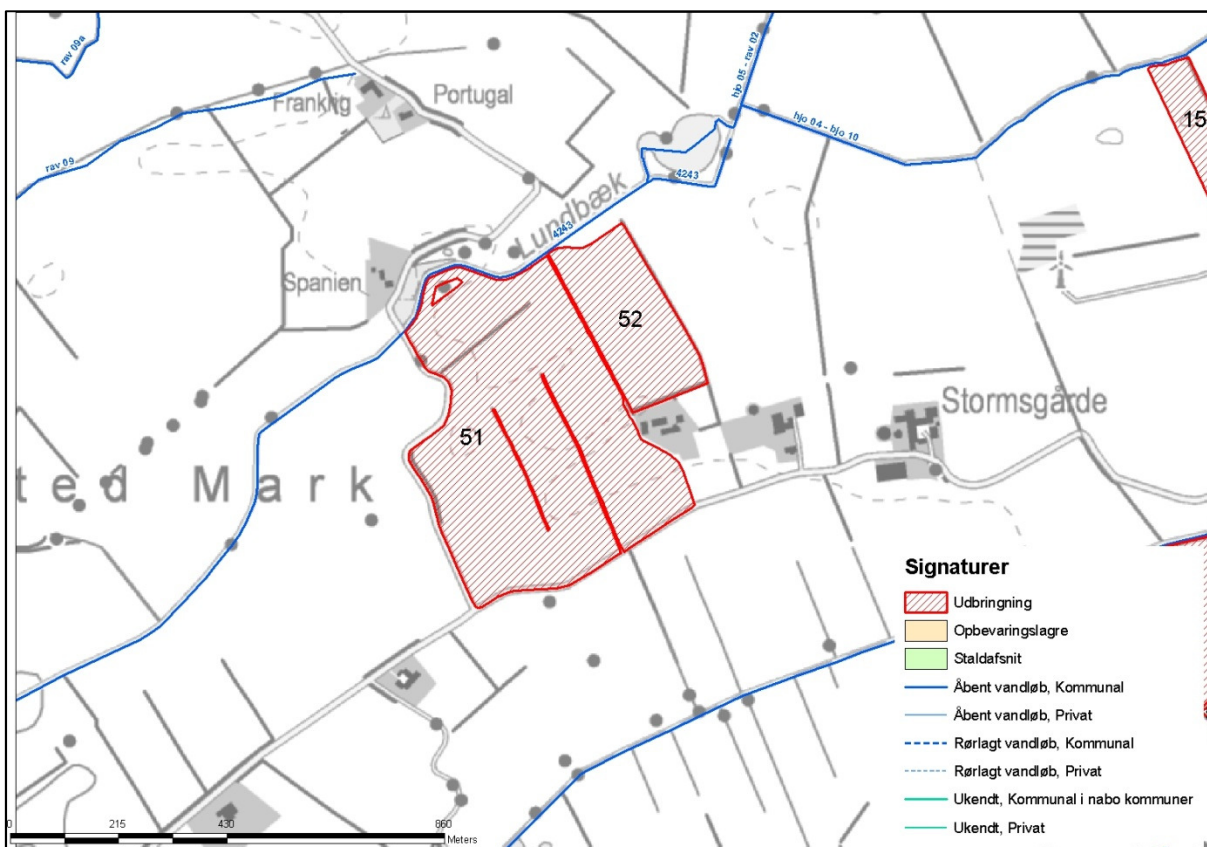 rav 09a
hjo 05 - rav 02
Frankrig
Portugal
hjo 04 - bjo 10
15
rav 09
4243
Lundbæk
4243
Spanien
52
51
Stormsgårde
ted Mark
Signaturer
Udbringning
Opbevaringslagre
Staldafsnit
Åbent vandløb, Kommunal
Åbent vandløb, Privat
Rørlagt vandløb, Kommunal
Rørlagt vandløb, Privat
Ukendt, Kommunal i nabo kommuner
Ukendt, Privat
0 215 430 860
Meters